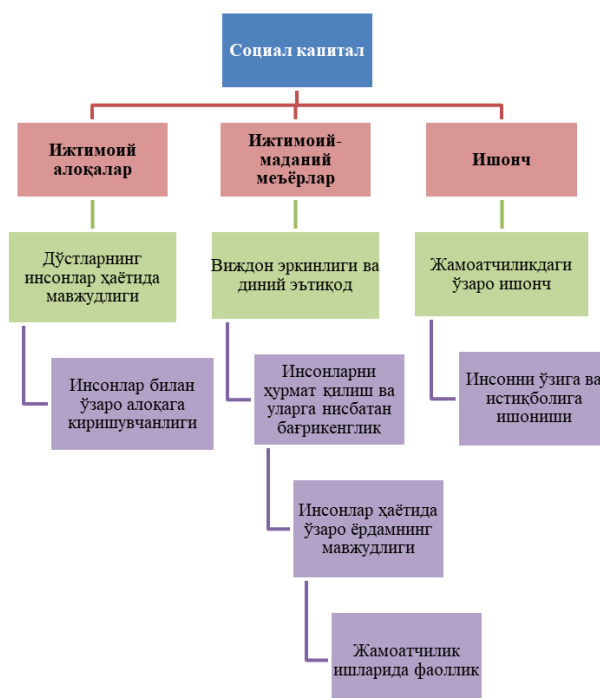 Социал капитал
Ижтимоий
алоқалар
Ижтимоий-
маданий
меъёрлар
Ишонч
Дўстларнинг
инсонлар ҳаётида
мавжудлиги
Виждон эркинлиги ва
диний эътиқод
Жамоатчиликдаги
ўзаро ишонч
Инсонлар билан
ўзаро алоқага
киришувчанлиги
Инсонларни
ҳурмат қилиш ва
уларга нисбатан
бағрикенглик
Инсонни ўзига ва
истиқболига
ишониши
Инсонлар ҳаётида
ўзаро ёрдамнинг
мавжудлиги
Жамоатчилик
ишларида фаоллик